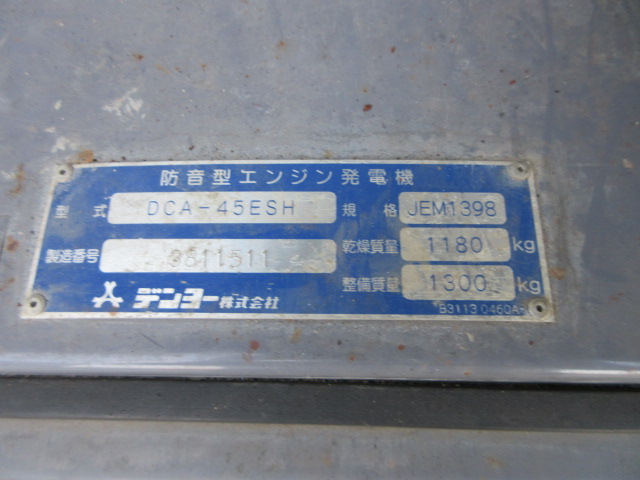 防音型エンジン発電機
型式 DCA-45ESH 規格 JEM1398
製造番号 3811511 乾燥質量 1180 kg
デンヨー株式会社 整備質量 1300 kg
B3113 0460A